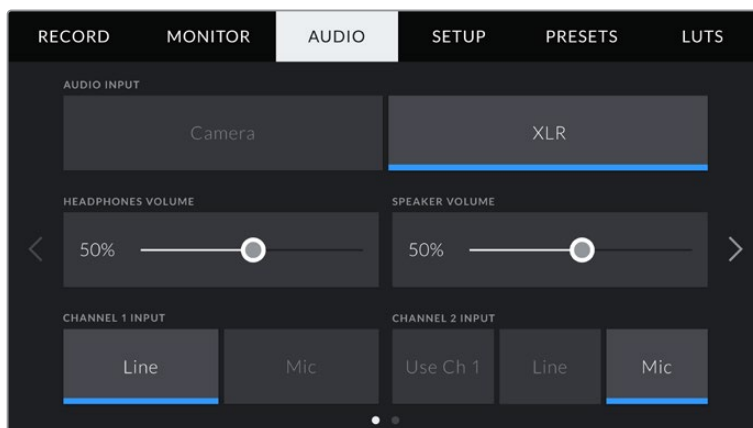 RECORD MONITOR AUDIO SETUP PRESETS LUTS
AUDIO INPUT
Camera XLR
HEADPHONES VOLUME SPEAKER VOLUME
50% 50%
CHANNEL 1 INPUT CHANNEL 2 INPUT
Line Mic Use Ch 1 Line Mic